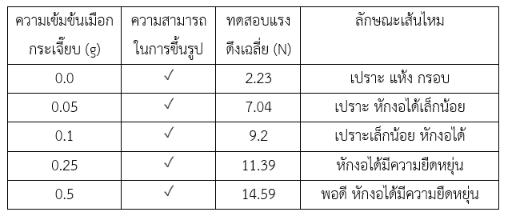 ความเข้มข้นเมือก ความสามารถ ทดสอบแรง ลักษณะเส้นไหม
กระเจี๊ยบ (g) ในการขึ้นรูป ดึงเฉลี่ย (N)
0.0 ✓ 2.23 เปราะ แห้ง กรอบ
0.05 ✓ 7.04 เปราะ หักงอได้เล็กน้อย
0.1 ✓ 9.2 เปราะเล็กน้อย หักงอได้
0.25 ✓ 11.39 หักงอได้มีความยืดหยุ่น
0.5 ✓ 14.59 พอดี หักงอได้มีความยืดหยุ่น